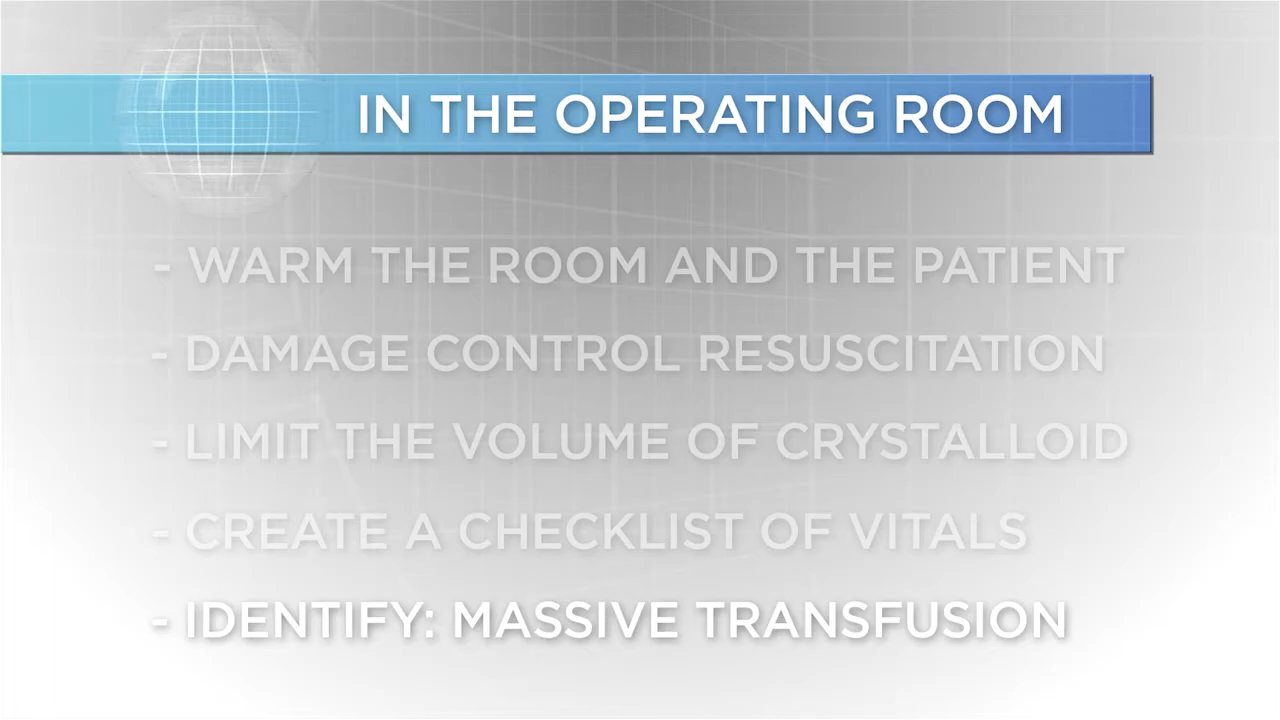 IN THE OPERATING ROOM
- WARM THE ROOM AND THE PATIENT
- DAMAGE CONTROL RESUSCITATION
- LIMIT THE VOLUME OF CRYSTALLOID
- CREATE A CHECKLIST OF VITALS
- IDENTIFY: MASSIVE TRANSFUSION